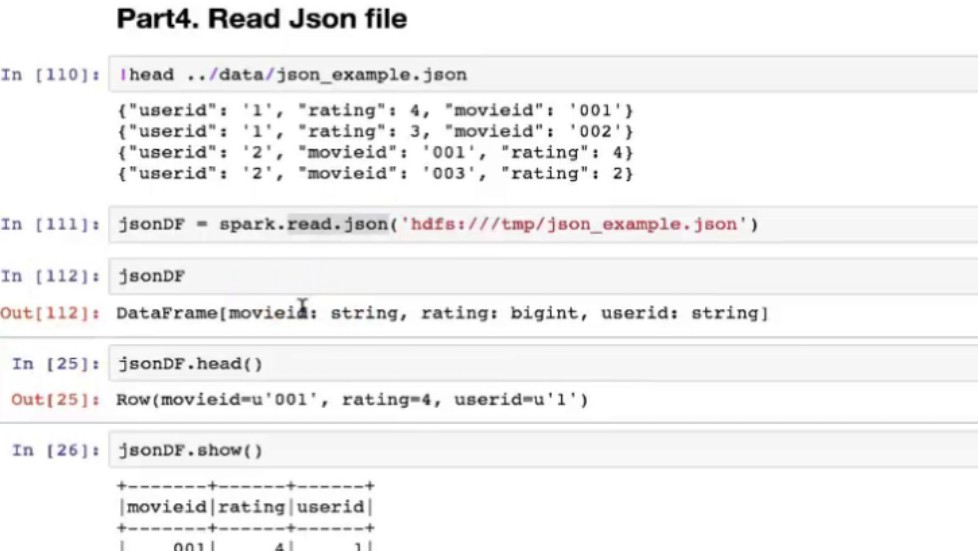 Part4. Read Json file
In [110]: !head ../data/json_example.json
{"userid": '1', "rating": 4, "movieid": '001'}
{"userid": '1', "rating": 3, "movieid": '002'}
{"userid": '2', "movieid": '001', "rating": 4}
{"userid": '2', "movieid": '003', "rating": 2}
In [111]: jsonDF = spark.read.json('hdfs:///tmp/json_example.json')
In [112]: jsonDF
Out[112]: DataFrame[movieid: string, rating: bigint, userid: string]
In [25]: jsonDF.head()
Out[25]: Row(movieid=u'001', rating=4, userid=u'1')
In [26]: jsonDF.show()
+-------+------+------+
|movieid|rating|userid|
+-------+------+------+
|    001|     4|     1|